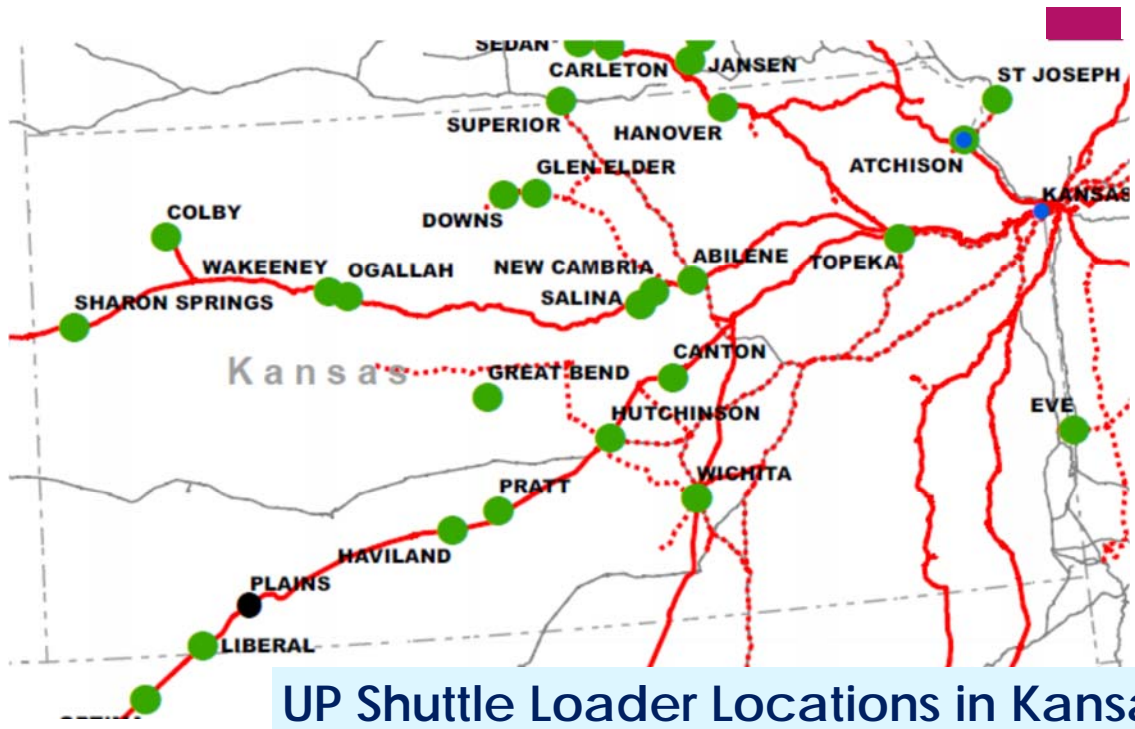 SEDAN
CARLETON
JANSEN
ST JOSEPH
SUPERIOR
HANOVER
ATCHISON
GLEN ELDER
KANSAS
COLBY
DOWNS
WAKEENEY
OGALLAH
NEW CAMBRIA
ABILENE
TOPEKA
SHARON SPRINGS
SALINA
CANTON
Kansas
GREAT BEND
HUTCHINSON
EVE
WICHITA
PRATT
HAVILAND
PLAINS
LIBERAL
UP Shuttle Loader Locations in Kansa